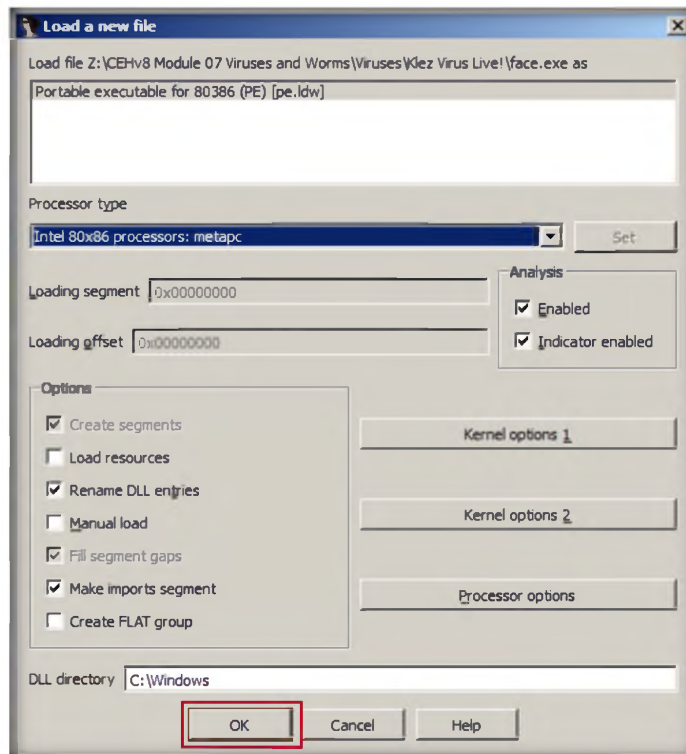 Load a new file
Load file Z:\CEHv8 Module 07 Viruses and Worms\Viruses\Klez Virus Live!\face.exe as
Portable executable for 80386 (PE) [pe.ldw]
Processor type
Intel 80x86 processors: metapc
Set
Loading segment 0x00000000
Loading offset 0x00000000
Analysis
Enabled
Indicator enabled
Options
Create segments
Load resources
Rename DLL entries
Manual load
Fill segment gaps
Make imports segment
Create FLAT group
Kernel options 1
Kernel options 2
Processor options
DLL directory C:\Windows
OK Cancel Help